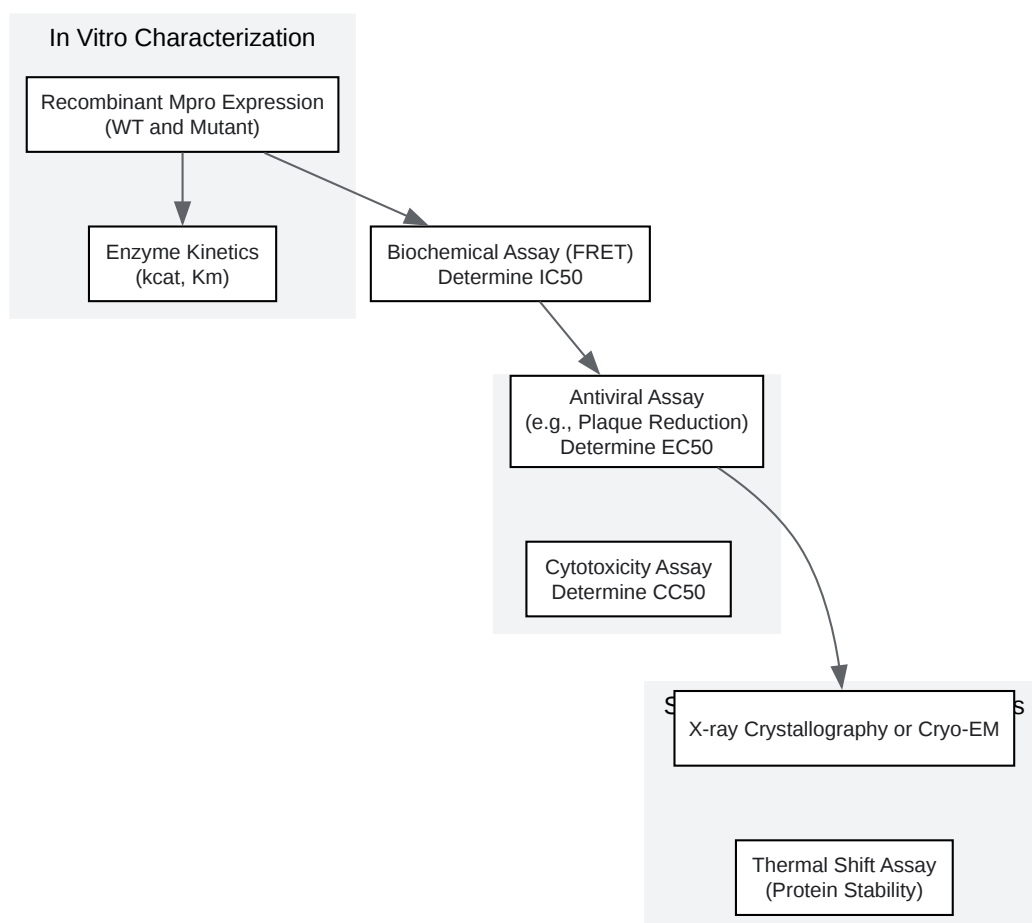 In Vitro Characterization
Recombinant Mpro Expression
(WT and Mutant)
Enzyme Kinetics
(kcat, Km)
Biochemical Assay (FRET)
Determine IC50
Antiviral Assay
(e.g., Plaque Reduction)
Determine EC50
Cytotoxicity Assay
Determine CC50
X-ray Crystallography or Cryo-EM
Thermal Shift Assay
(Protein Stability)